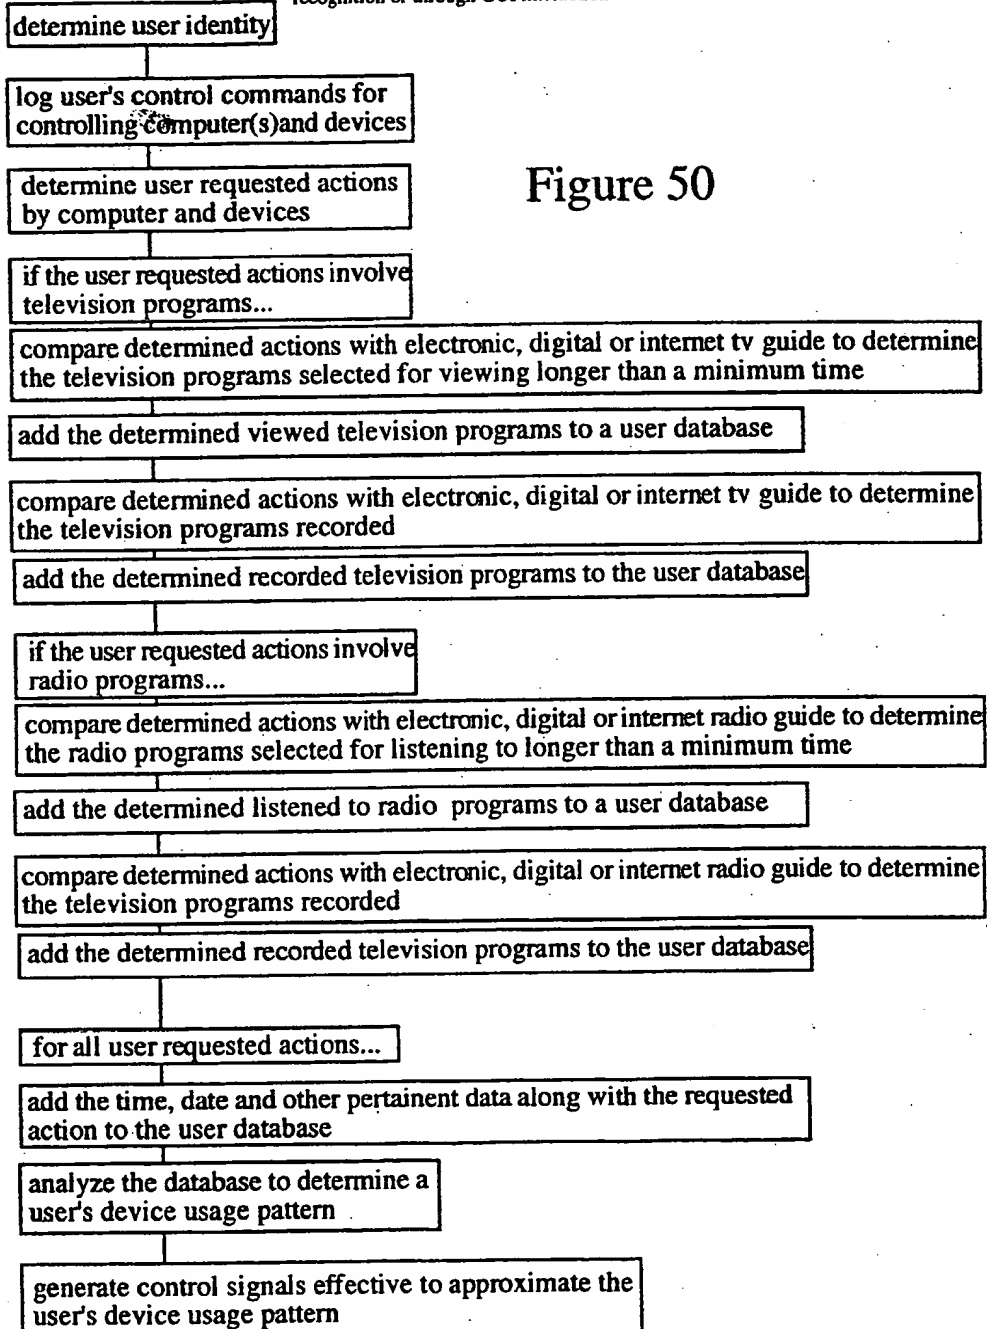 determine user identity
log user's control commands for
controlling computer(s)and devices
Figure 50
determine user requested actions
by computer and devices
if the user requested actions involve
television programs...
compare determined actions with electronic, digital or internet tv guide to determine
the television programs selected for viewing longer than a minimum time
add the determined viewed television programs to a user database
compare determined actions with electronic, digital or internet tv guide to determine
the television programs recorded
add the determined recorded television programs to the user database
if the user requested actions involve
radio programs...
compare determined actions with electronic, digital or internet radio guide to determine
the radio programs selected for listening to longer than a minimum time
add the determined listened to radio programs to a user database
compare determined actions with electronic, digital or internet radio guide to determine
the television programs recorded
add the determined recorded television programs to the user database
for all user requested actions...
add the time, date and other pertainent data along with the requested
action to the user database
analyze the database to determine a
user's device usage pattern
generate control signals effective to approximate the
user's device usage pattern